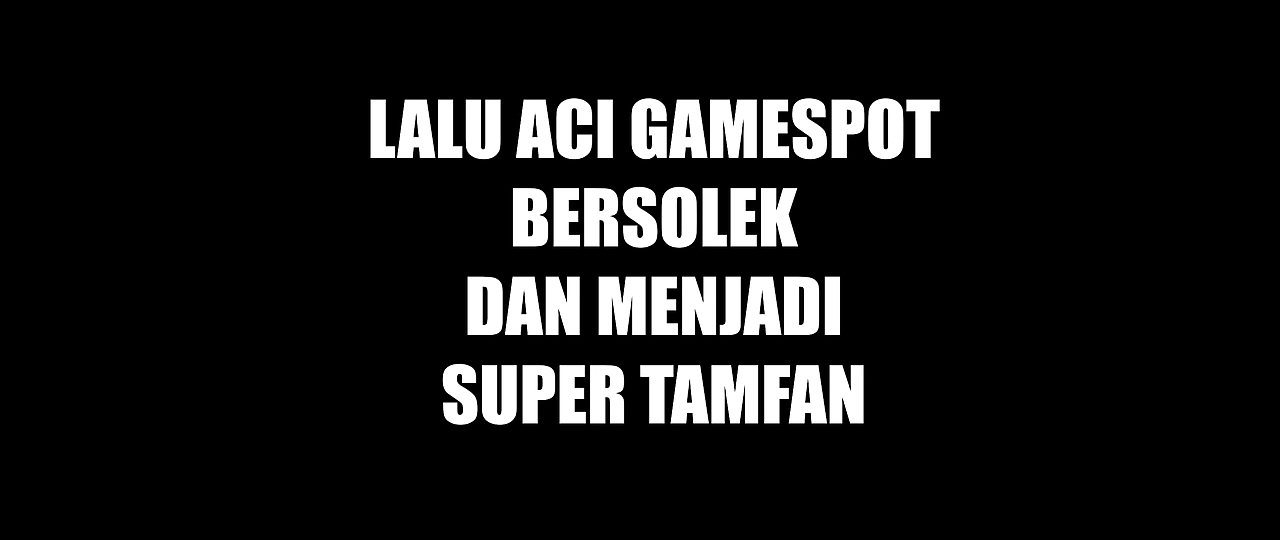 LALU ACI GAMESPOT
BERSOLEK
DAN MENJADI
SUPER TAMFAN